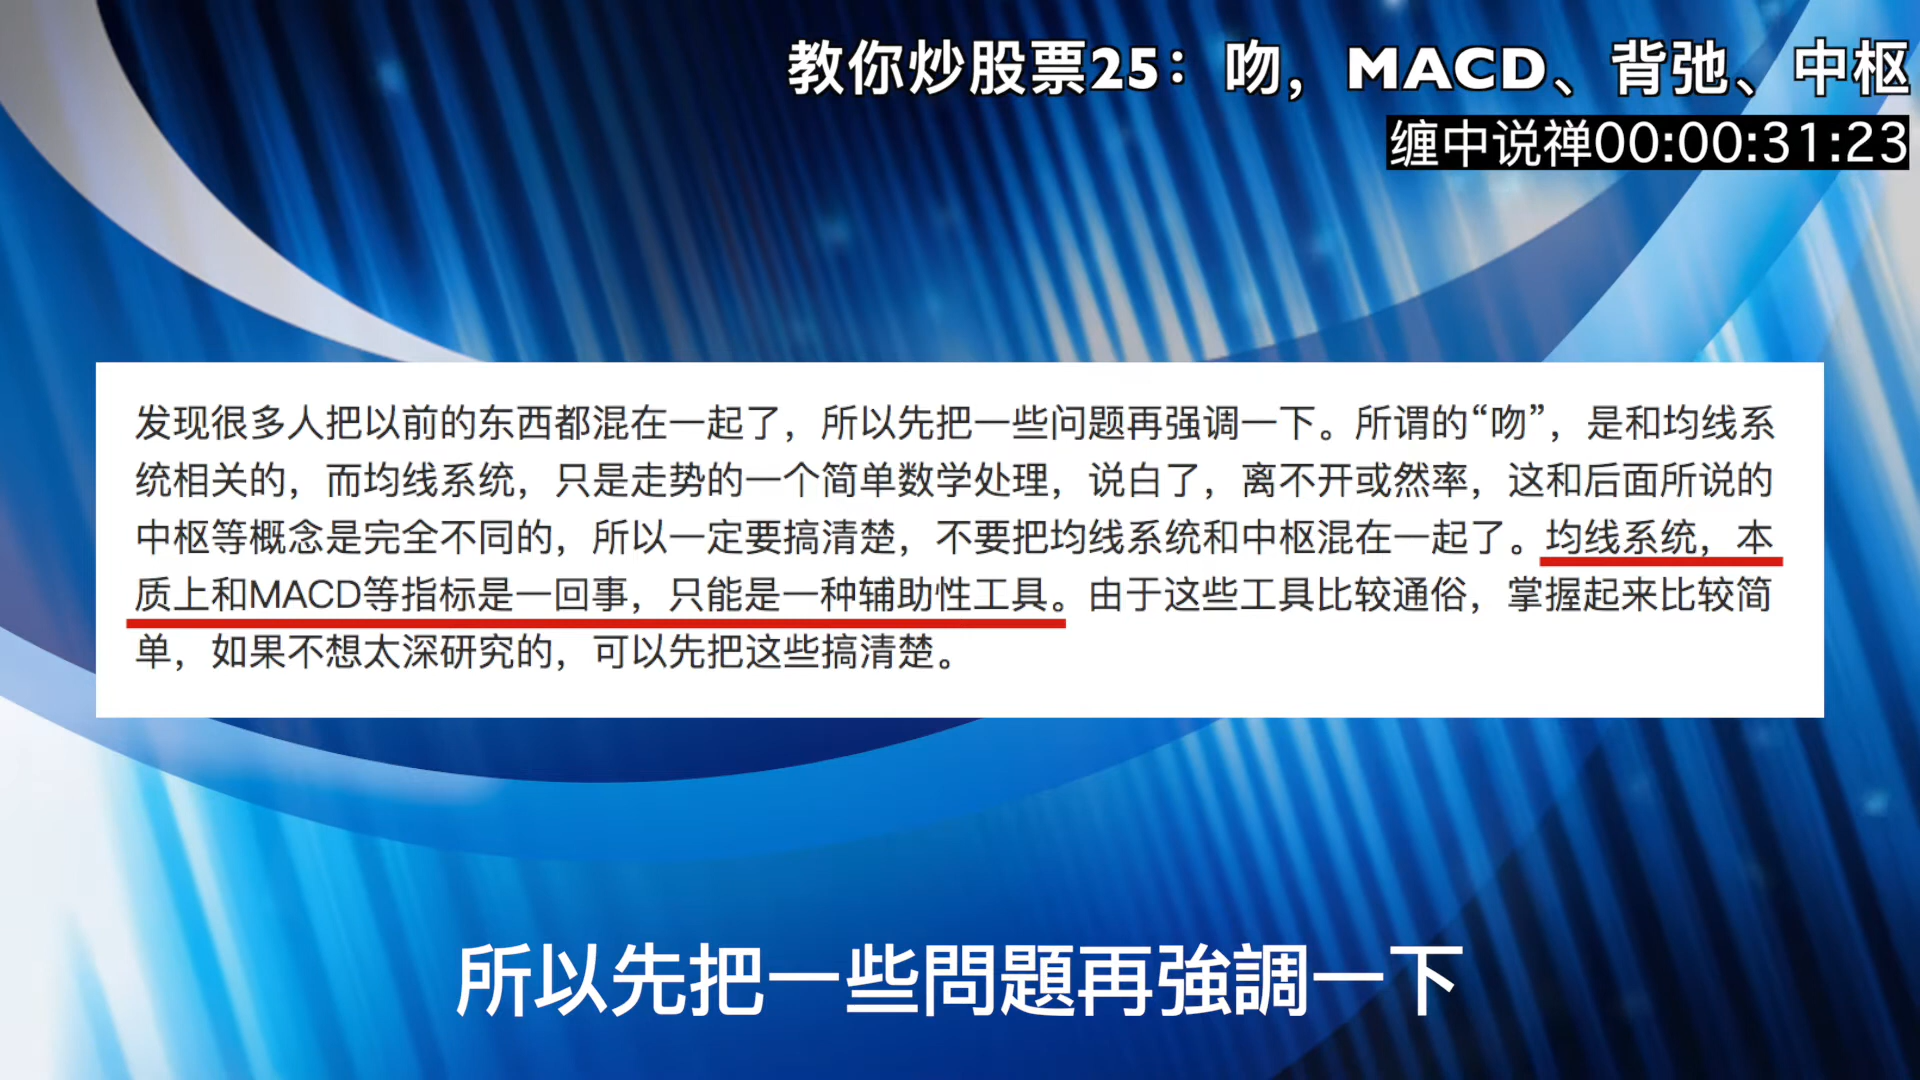 教你炒股票25：吻，MACD、背弛、中枢
缠中说禅00:00:31:23
发现很多人把以前的东西都混在一起了，所以先把一些问题再强调一下。所谓的“吻”，是和均线系
统相关的，而均线系统，只是走势的一个简单数学处理，说白了，离不开或然率，这和后面所说的
中枢等概念是完全不同的，所以一定要搞清楚，不要把均线系统和中枢混在一起了。均线系统，本
质上和MACD等指标是一回事，只能是一种辅助性工具。由于这些工具比较通俗，掌握起来比较简
单，如果不想太深研究的，可以先把这些搞清楚。
所以先把一些問題再強調一下